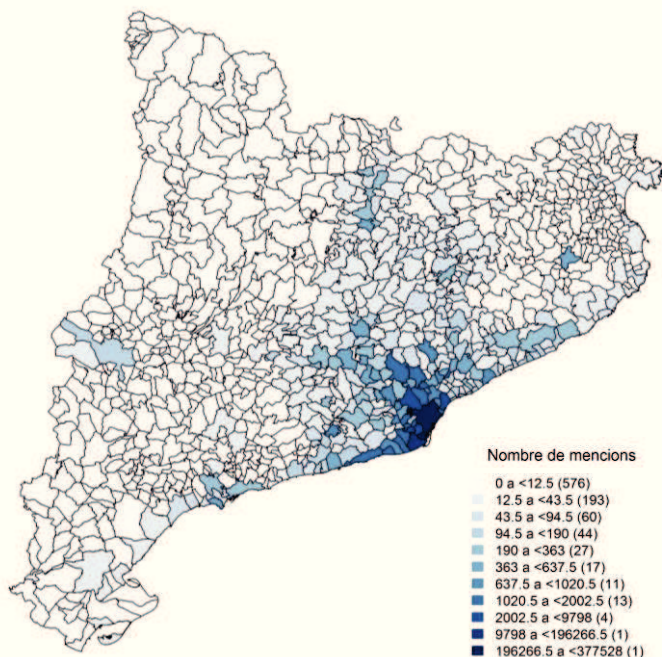 Nombre de mencions
0 a <12.5 (576)
12.5 a <43.5 (193)
43.5 a <94.5 (60)
94.5 a <190 (44)
190 a <363 (27)
363 a <637.5 (17)
637.5 a <1020.5 (11)
1020.5 a <2002.5 (13)
2002.5 a <9798 (4)
9798 a <196266.5 (1)
196266.5 a <377528 (1)